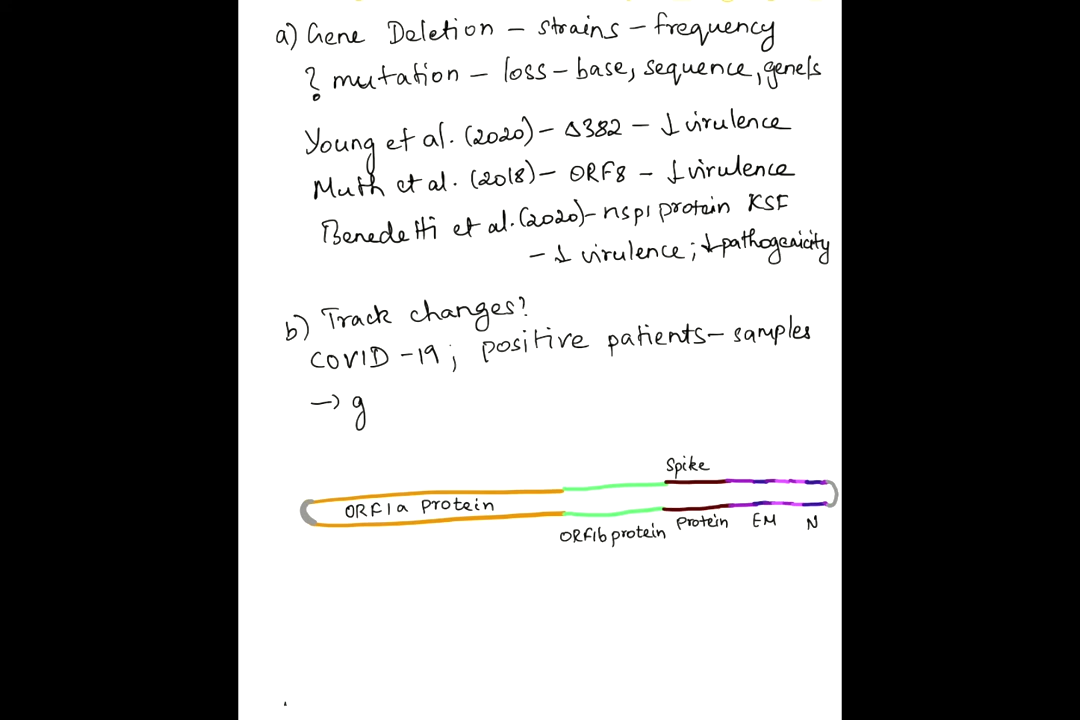 a) Gene Deletion – strains – frequency
? mutation – loss – base, sequence, gene/s
Young et al. (2020) – Δ382 – ↓ virulence
Muth et al. (2018) – ORF8 – ↓ virulence
Benedetti et al. (2020) – nsp1 protein KSF
– ↓ virulence; ↓ pathogenicity
b) Track changes?
COVID-19; positive patients – samples
→ g
Spike
ORF1a Protein
ORF1b protein Protein EM N